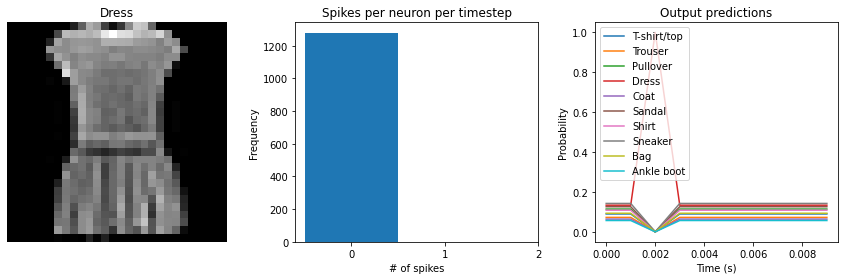 Dress
Spikes per neuron per timestep
Frequency
1200
1000
800
600
400
200
0
0
1
2
# of spikes
Output predictions
Probability
1.0
0.8
0.6
0.4
0.2
0.0
T-shirt/top
Trouser
Pullover
Dress
Coat
Sandal
Shirt
Sneaker
Bag
Ankle boot
0.000
0.002
0.004
0.006
0.008
Time (s)